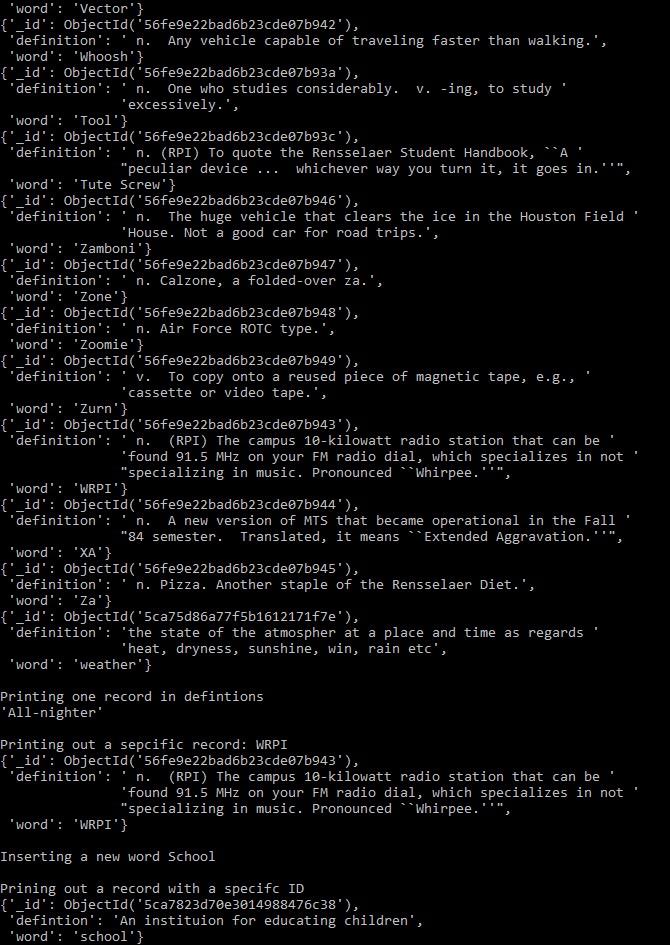 'word': 'Vector'}
{'_id': ObjectId('56fe9e22bad6b23cde07b942'),
 'definition': ' n.  Any vehicle capable of traveling faster than walking.',
 'word': 'Whoosh'}
{'_id': ObjectId('56fe9e22bad6b23cde07b93a'),
 'definition': ' n.  One who studies considerably.  v. -ing, to study '
               'excessively.',
 'word': 'Tool'}
{'_id': ObjectId('56fe9e22bad6b23cde07b93c'),
 'definition': ' n. (RPI) To quote the Rensselaer Student Handbook, ``A '
               "peculiar device ...  whichever way you turn it, it goes in.''",
 'word': 'Tute Screw'}
{'_id': ObjectId('56fe9e22bad6b23cde07b946'),
 'definition': ' n.  The huge vehicle that clears the ice in the Houston Field '
               'House. Not a good car for road trips.',
 'word': 'Zamboni'}
{'_id': ObjectId('56fe9e22bad6b23cde07b947'),
 'definition': ' n. Calzone, a folded-over za.',
 'word': 'Zone'}
{'_id': ObjectId('56fe9e22bad6b23cde07b948'),
 'definition': ' n. Air Force ROTC type.',
 'word': 'Zoomie'}
{'_id': ObjectId('56fe9e22bad6b23cde07b949'),
 'definition': ' v.  To copy onto a reused piece of magnetic tape, e.g., '
               'cassette or video tape.',
 'word': 'Zurn'}
{'_id': ObjectId('56fe9e22bad6b23cde07b943'),
 'definition': ' n.  (RPI) The campus 10-kilowatt radio station that can be '
               'found 91.5 MHz on your FM radio dial, which specializes in not '
               "specializing in music. Pronounced ``Whirpee.''",
 'word': 'WRPI'}
{'_id': ObjectId('56fe9e22bad6b23cde07b944'),
 'definition': ' n.  A new version of MTS that became operational in the Fall '
               "84 semester.  Translated, it means ``Extended Aggravation.''",
 'word': 'XA'}
{'_id': ObjectId('56fe9e22bad6b23cde07b945'),
 'definition': ' n. Pizza. Another staple of the Rensselaer Diet.',
 'word': 'Za'}
{'_id': ObjectId('5ca75d86a77f5b1612171f7e'),
 'definition': 'the state of the atmospher at a place and time as regards '
               'heat, dryness, sunshine, win, rain etc',
 'word': 'weather'}

Printing one record in defintions
'All-nighter'

Printing out a sepcific record: WRPI
{'_id': ObjectId('56fe9e22bad6b23cde07b943'),
 'definition': ' n.  (RPI) The campus 10-kilowatt radio station that can be '
               'found 91.5 MHz on your FM radio dial, which specializes in not '
               "specializing in music. Pronounced ``Whirpee.''",
 'word': 'WRPI'}

Inserting a new word School

Prining out a record with a specifc ID
{'_id': ObjectId('5ca7823d70e3014988476c38'),
 'defintion': 'An instituion for educating children',
 'word': 'school'}